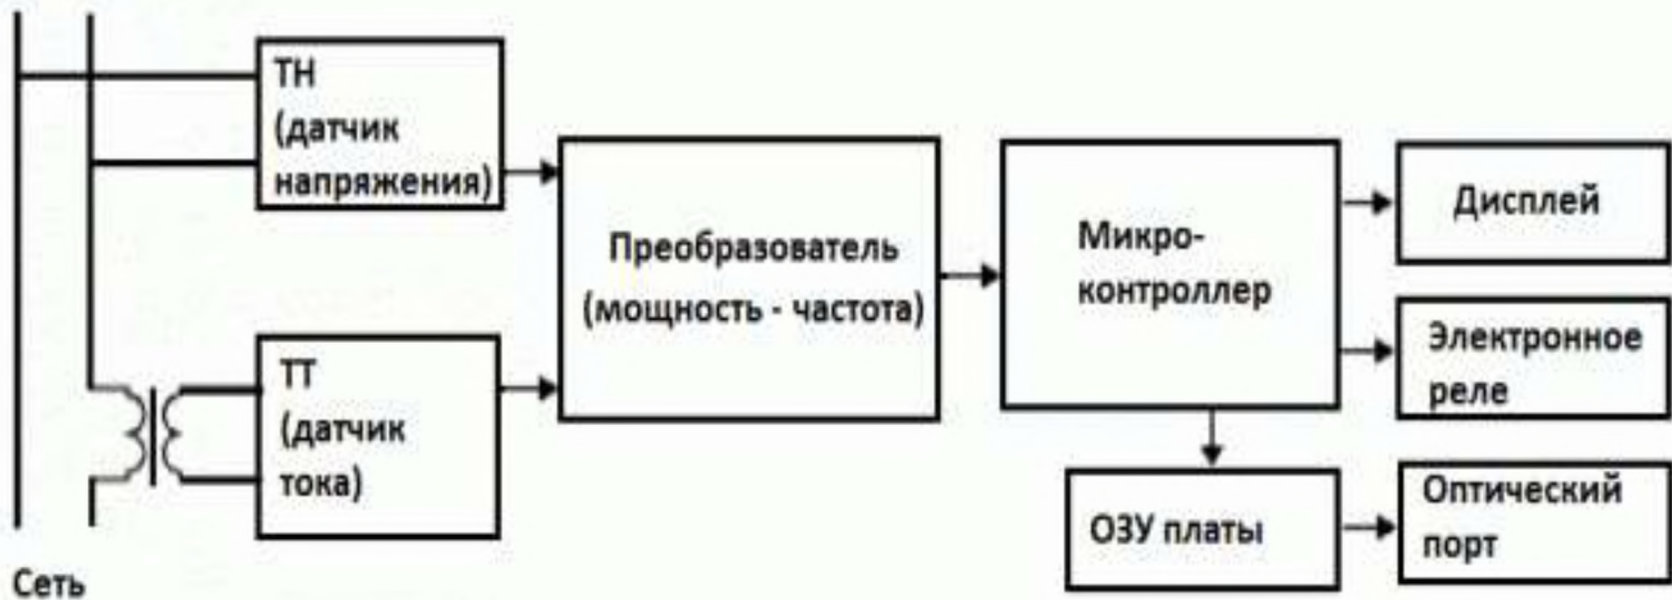 ТН
(датчик
напряжения)
Преобразователь
(мощность - частота)
Микро-
контроллер
Дисплей
Электронное
реле
ТТ
(датчик
тока)
ОЗУ платы
Оптический
порт
Сеть